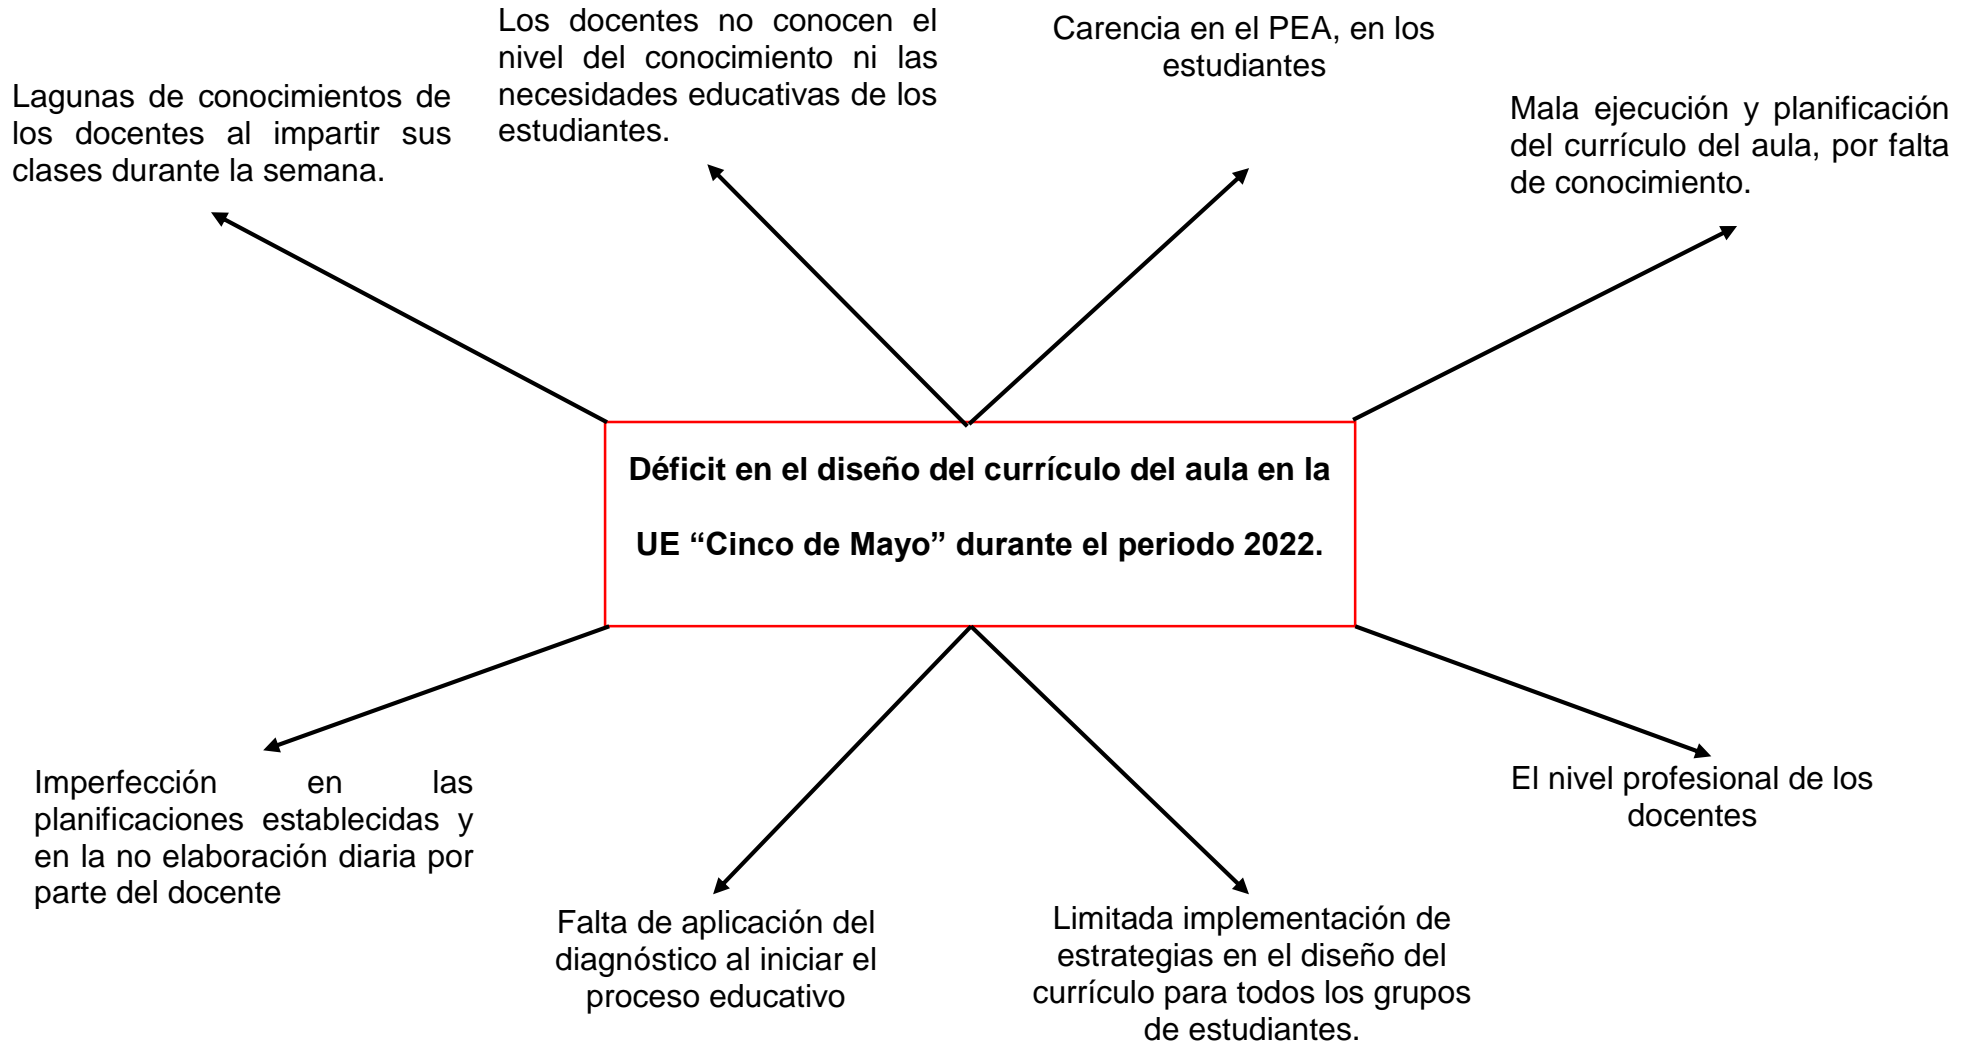 Los docentes no conocen el
nivel del conocimiento ni las
necesidades educativas de los
estudiantes.
Carencia en el PEA, en los
estudiantes
Lagunas de conocimientos de
los docentes al impartir sus
clases durante la semana.
Mala ejecución y planificación
del currículo del aula, por falta
de conocimiento.
Déficit en el diseño del currículo del aula en la
UE “Cinco de Mayo” durante el periodo 2022.
Imperfección en las
planificaciones establecidas y
en la no elaboración diaria por
parte del docente
El nivel profesional de los
docentes
Falta de aplicación del
diagnóstico al iniciar el
proceso educativo
Limitada implementación de
estrategias en el diseño del
currículo para todos los grupos
de estudiantes.